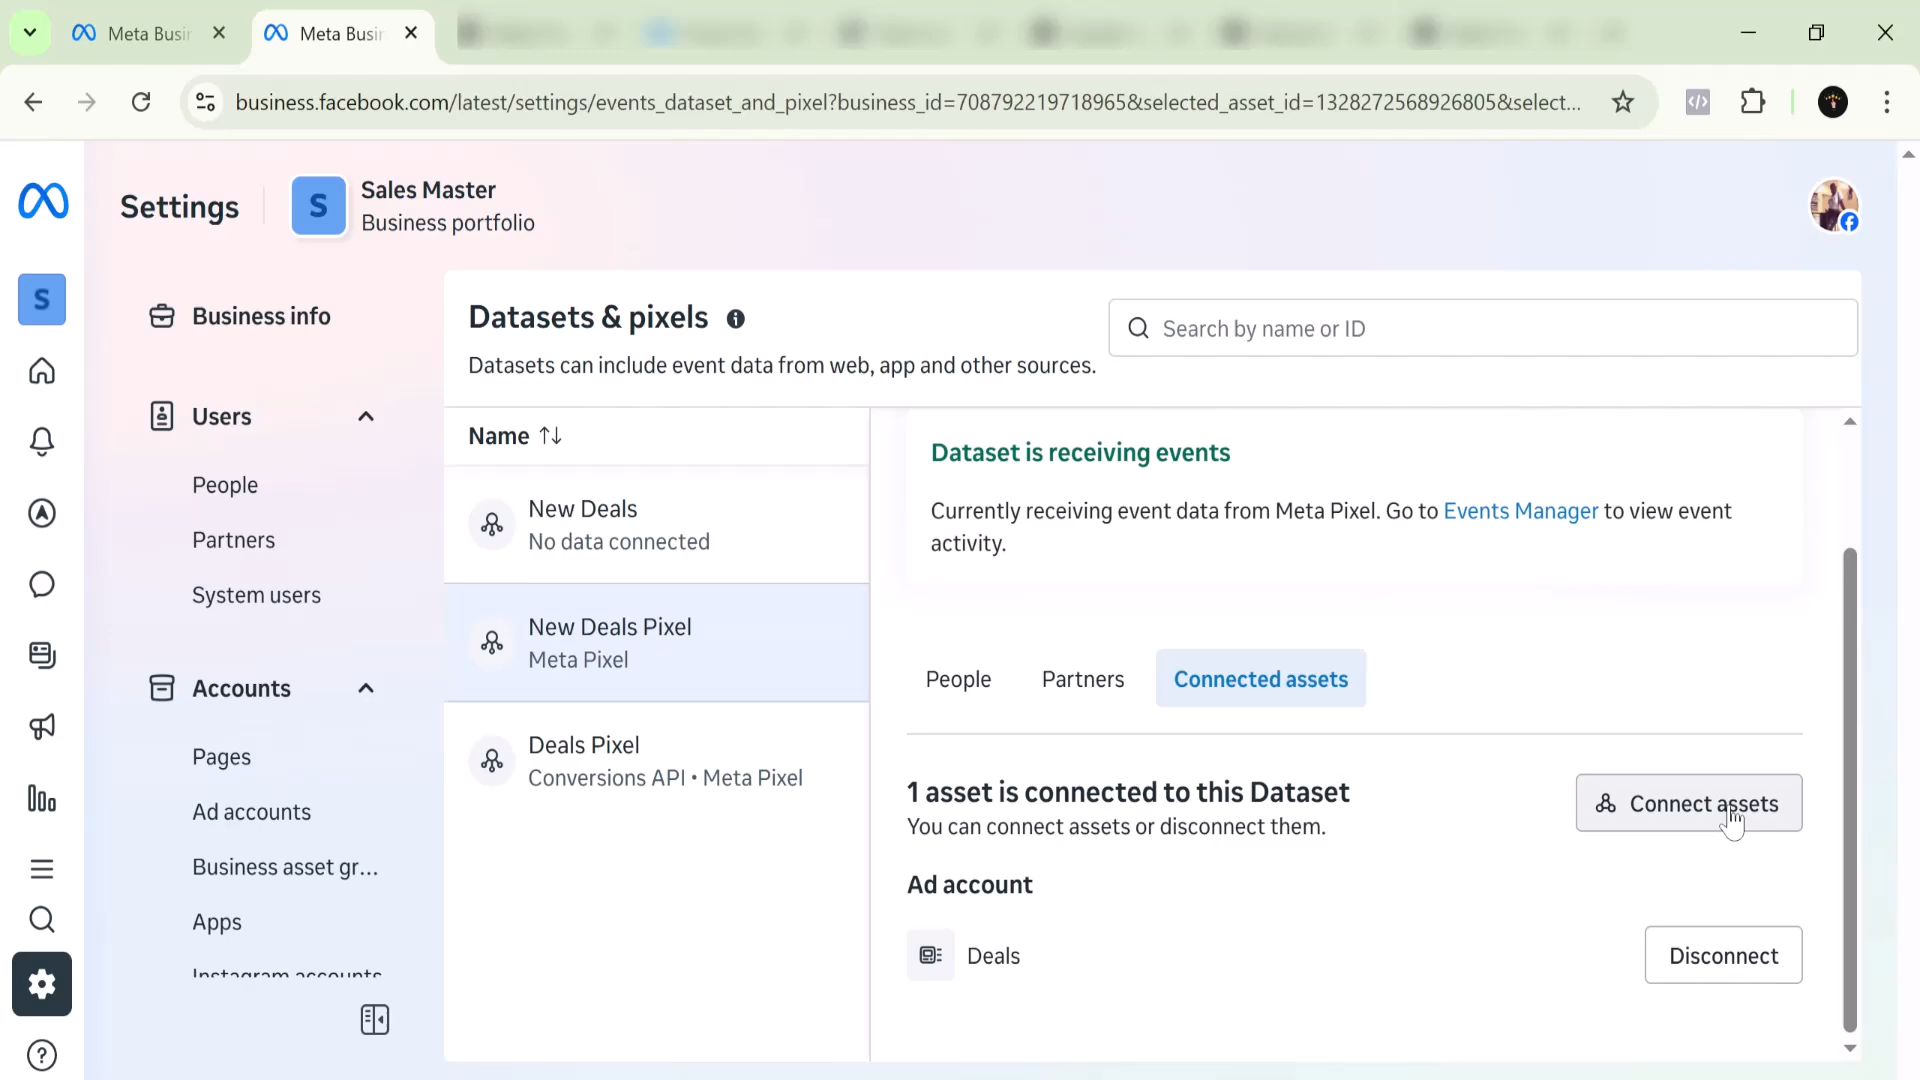 Meta Busin
Meta Busin
business.facebook.com/latest/settings/events_dataset_and_pixel?business_id=708792219718965&selected_asset_id=1328272568926805&select...
Settings
S
Sales Master
Business portfolio
S
Business info
Users
People
Partners
System users
Accounts
Pages
Ad accounts
Business asset gr...
Apps
Instagram accounts
Datasets & pixels
Datasets can include event data from web, app and other sources.
Search by name or ID
Name
New Deals
No data connected
New Deals Pixel
Meta Pixel
Deals Pixel
Conversions API • Meta Pixel
Dataset is receiving events
Currently receiving event data from Meta Pixel. Go to Events Manager to view event
activity.
People
Partners
Connected assets
1 asset is connected to this Dataset
You can connect assets or disconnect them.
Connect assets
Ad account
Deals
Disconnect